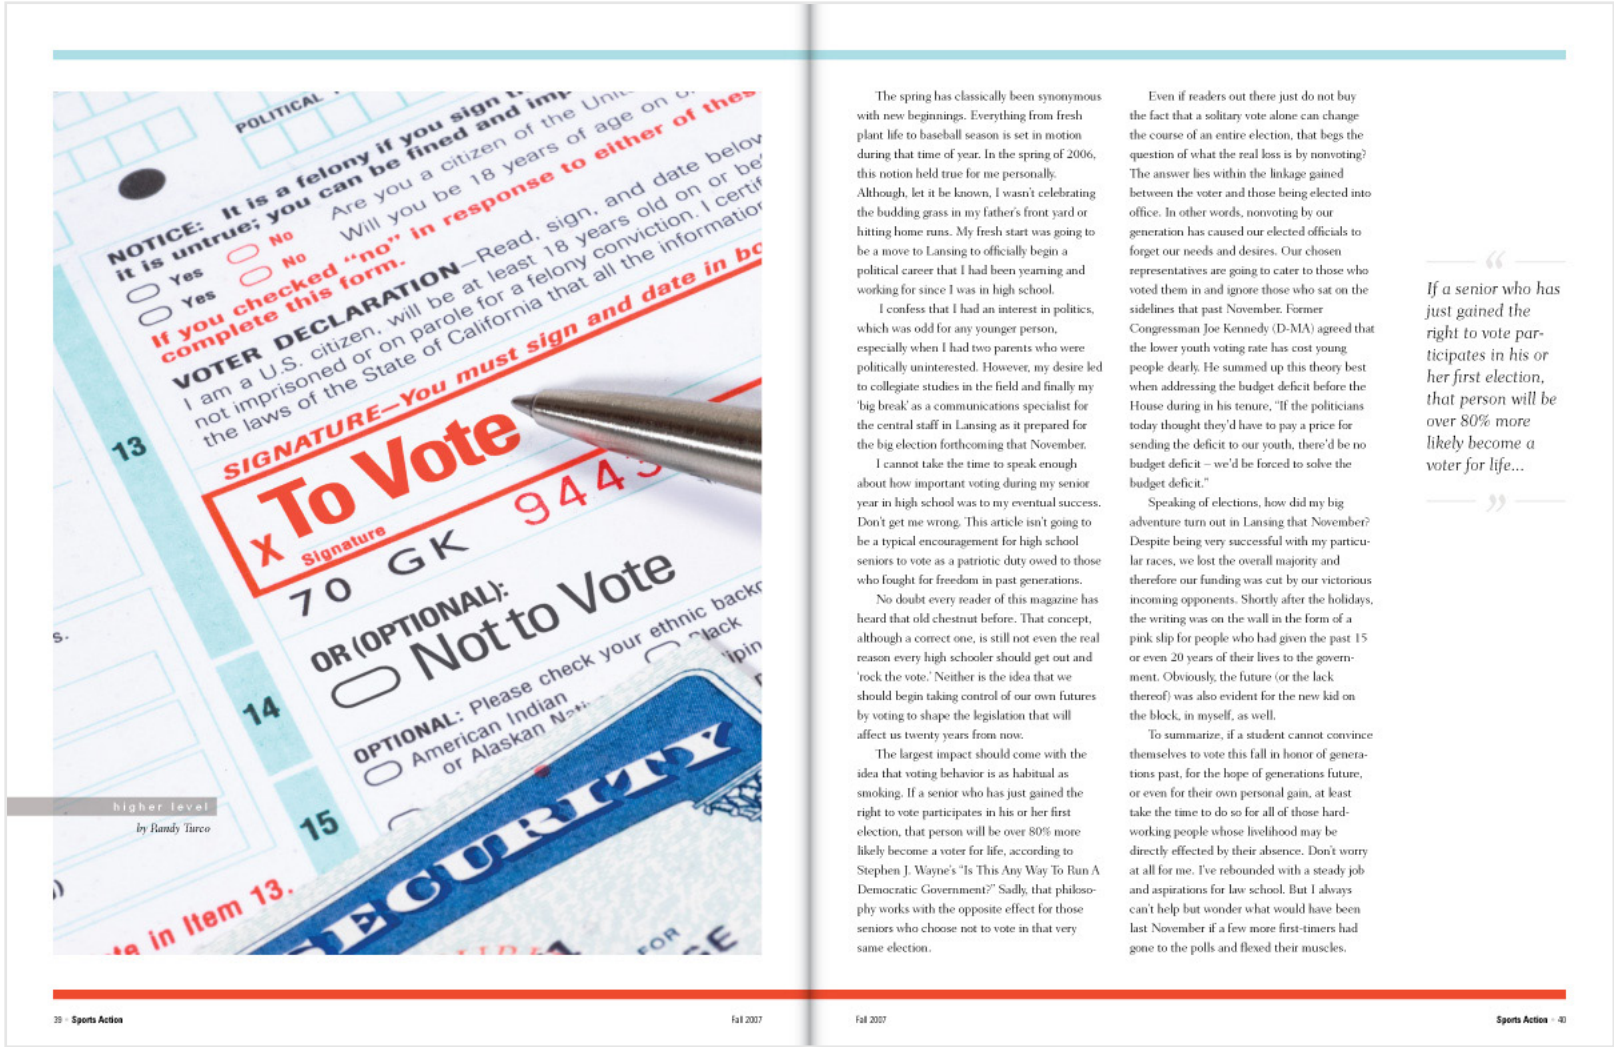 POLITICAL
NOTICE: It is a felony if you sign
it is untrue; you can be fined and
Are you a citizen of the
Yes No
Will you be 18 years of age on
Yes No
If you checked "no" in response to either of
complete this form.
VOTER DECLARATION—Read, sign, and date
I am a U.S. citizen, will be at least 18 years old on or
not imprisoned or on parole for a felony conviction. I
the laws of the State of California that all the
SIGNATURE—You must sign and date in
13
x To Vote
Signature
70 GK 944
OR (OPTIONAL):
Not to Vote
14
OPTIONAL: Please check your ethnic
American Indian
or Alaskan
15
in Item 13.
FOR
higher level
by Randy Turco
39 Sports Action
Fall 2007
The spring has classically been synonymous
with new beginnings. Everything from fresh
plant life to baseball season is set in motion
during that time of year. In the spring of 2006,
this notion held true for me personally.
Although, let it be known, I wasn't celebrating
the budding grass in my father's front yard or
hitting home runs. My fresh start was going to
be a move to Lansing to officially begin a
political career that I had been yearning and
working for since I was in high school.
I confess that I had an interest in politics,
which was odd for any younger person,
especially when I had two parents who were
politically uninterested. However, my desire led
to collegiate studies in the field and finally my
'big break' as a communications specialist for
the central staff in Lansing as it prepared for
the big election forthcoming that November.
I cannot take the time to speak enough
about how important voting during my senior
year in high school was to my eventual success.
Don't get me wrong. This article isn't going to
be a typical encouragement for high school
seniors to vote as a patriotic duty owed to those
who fought for freedom in past generations.
No doubt every reader of this magazine has
heard that old chestnut before. That concept,
although a correct one, is still not even the real
reason every high schooler should get out and
'rock the vote.' Neither is the idea that we
should begin taking control of our own futures
by voting to shape the legislation that will
affect us twenty years from now.
The largest impact should come with the
idea that voting behavior is as habitual as
smoking. If a senior who has just gained the
right to vote participates in his or her first
election, that person will be over 80% more
likely become a voter for life, according to
Stephen J. Wayne's "Is This Any Way To Run A
Democratic Government?" Sadly, that philoso-
phy works with the opposite effect for those
seniors who choose not to vote in that very
same election.
Even if readers out there just do not buy
the fact that a solitary vote alone can change
the course of an entire election, that begs the
question of what the real loss is by nonvoting?
The answer lies within the linkage gained
between the voter and those being elected into
office. In other words, nonvoting by our
generation has caused our elected officials to
forget our needs and desires. Our chosen
representatives are going to cater to those who
voted them in and ignore those who sat on the
sidelines that past November. Former
Congressman Joe Kennedy (D-MA) agreed that
the lower youth voting rate has cost young
people dearly. He summed up this theory best
when addressing the budget deficit before the
House during in his tenure, "If the politicians
today thought they'd have to pay a price for
sending the deficit to our youth, there'd be no
budget deficit – we'd be forced to solve the
budget deficit."
Speaking of elections, how did my big
adventure turn out in Lansing that November?
Despite being very successful with my particu-
lar races, we lost the overall majority and
therefore our funding was cut by our victorious
incoming opponents. Shortly after the holidays,
the writing was on the wall in the form of a
pink slip for people who had given the past 15
or even 20 years of their lives to the govern-
ment. Obviously, the future (or the lack
thereof) was also evident for the new kid on
the block, in myself, as well.
To summarize, if a student cannot convince
themselves to vote this fall in honor of genera-
tions past, for the hope of generations future,
or even for their own personal gain, at least
take the time to do so for all of those hard-
working people whose livelihood may be
directly effected by their absence. Don't worry
at all for me. I've rebounded with a steady job
and aspirations for law school. But I always
can't help but wonder what would have been
last November if a few more first-timers had
gone to the polls and flexed their muscles.
“
If a senior who has
just gained the
right to vote par-
ticipates in his or
her first election,
that person will be
over 80% more
likely become a
voter for life...
”
Fall 2007
Sports Action 40